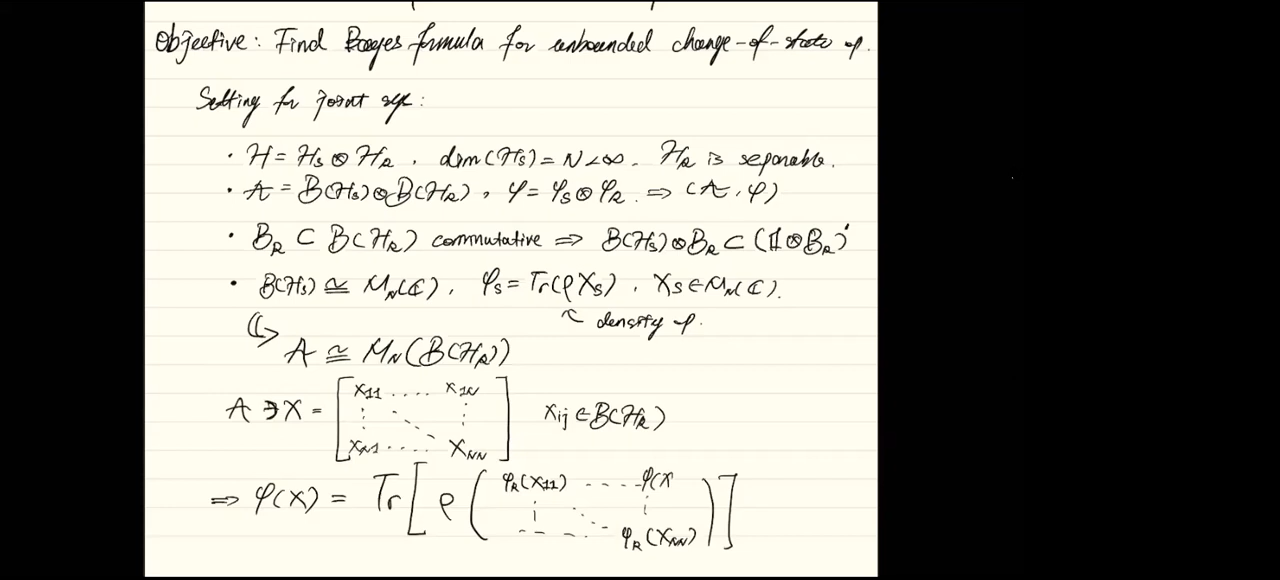 Objective: Find Bayes formula for unbounded change-of-state op.
Setting for joint sys:
· H = H_S ⊗ H_R , dim(H_S) = N < ∞. H_R is separable.
· A = B(H_S) ⊗ B(H_R) , φ = φ_S ⊗ φ_R. ⇒ (A, φ)
· B_R ⊂ B(H_R) commutative ⇒ B(H_S) ⊗ B_R ⊂ (1 ⊗ B_R)'
· B(H_S) ≅ M_N(C). φ_S = Tr(ρ X_S) , X_S ∈ M_N(C).
density op.
A ≅ M_N(B(H_R))
A ∋ X = [ x_11 .... x_1N
x_N1 .... x_NN ] x_ij ∈ B(H_R)
⇒ φ(X) = Tr [ ρ ( φ_R(x_11) ---- φ(x
φ_R(x_NN) ) ]